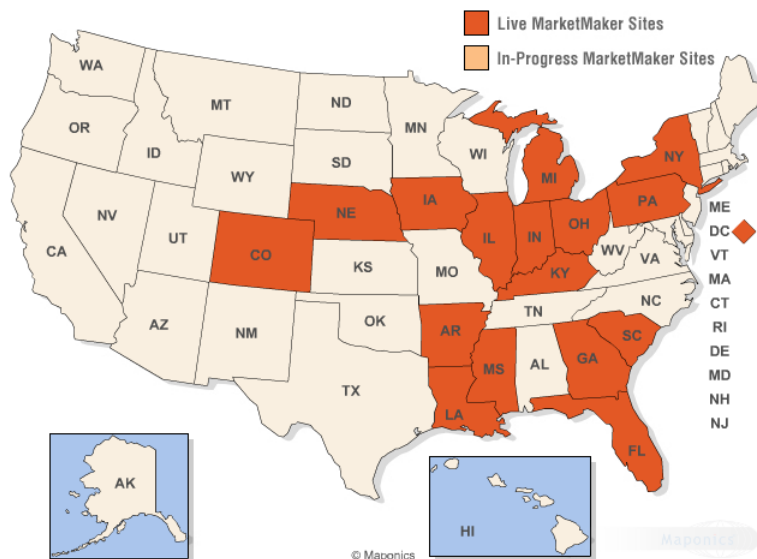 Live MarketMaker Sites
In-Progress MarketMaker Sites
WA
MT
ND
MN
OR
ID
SD
WI
MI
NY
WY
NE
IA
PA
ME
NV
UT
CO
IL
IN
OH
DC
CA
KS
MO
KY
WV
VA
VT
MA
AZ
NM
OK
AR
TN
NC
CT
TX
LA
MS
AL
GA
SC
RI
DE
MD
NH
NJ
FL
AK
HI
© Maponics
Maponics